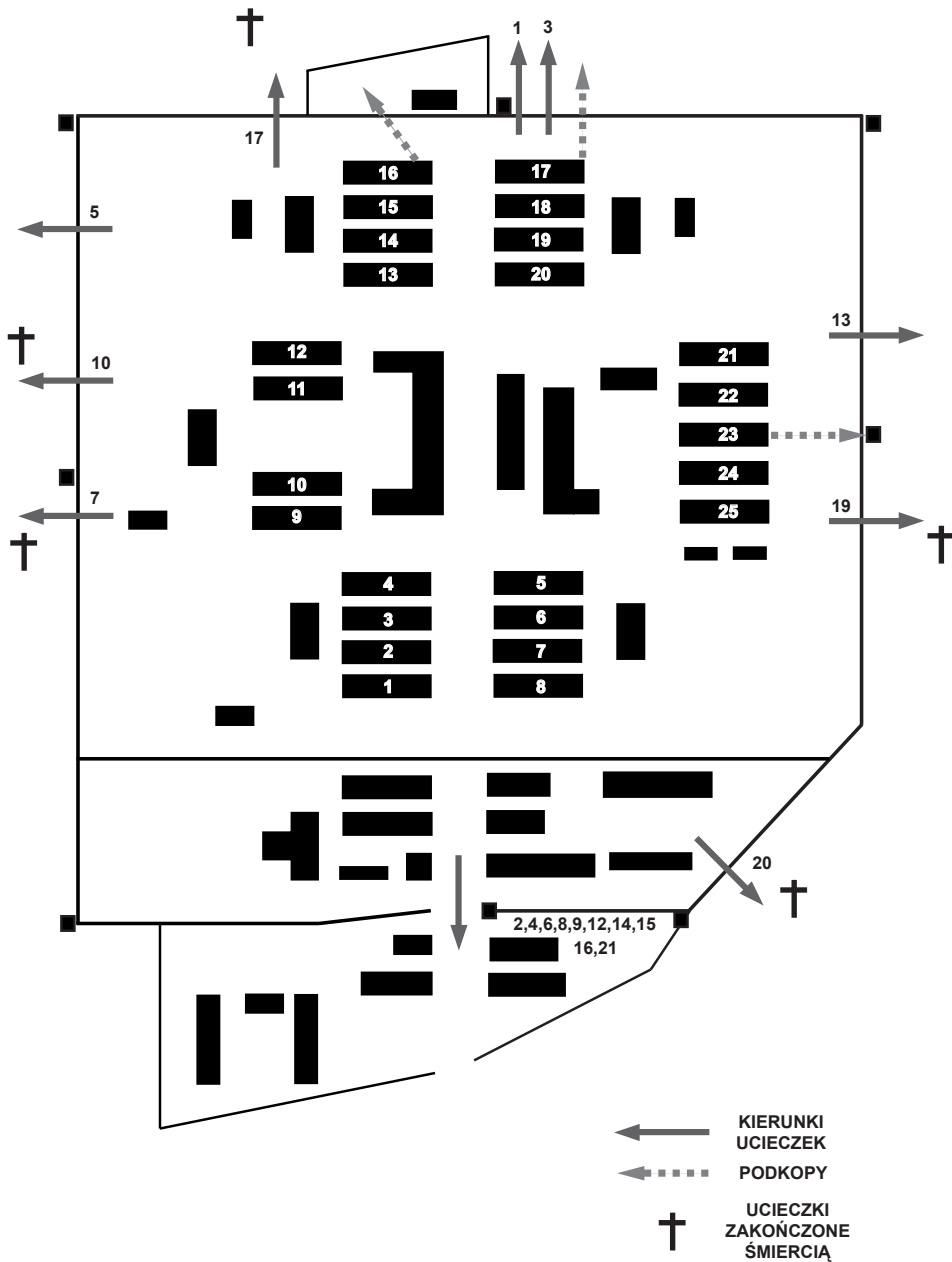 1 3
17
16 17
15 18
5
14 19
13 20
13
12 21
10
11 22
23
10 24
7 9 25 19
4 5
3 6
2 7
1 8
20
2,4,6,8,9,12,14,15
16,21
KIERUNKI
UCIECZEK
PODKOPY
UCIECZKI
ZAKOŃCZONE
ŚMIERCIĄ